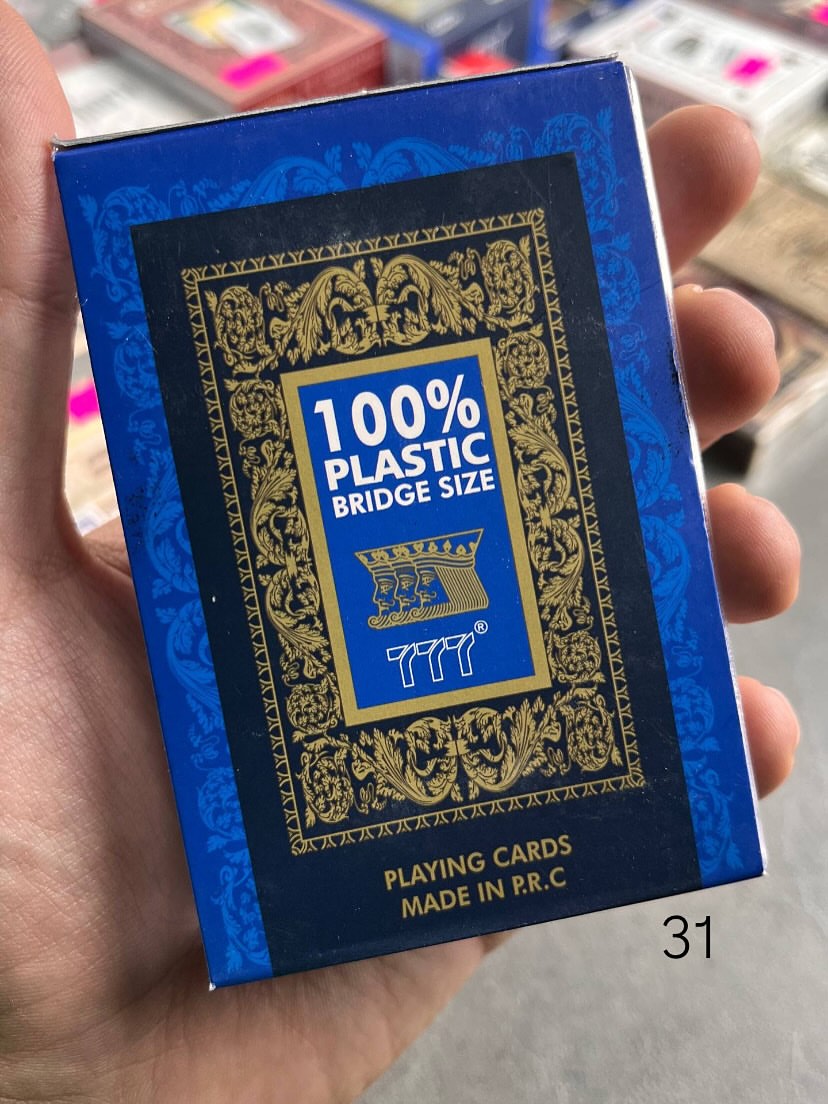 100%
PLASTIC
BRIDGE SIZE
777®
PLAYING CARDS
MADE IN P.R.C
31